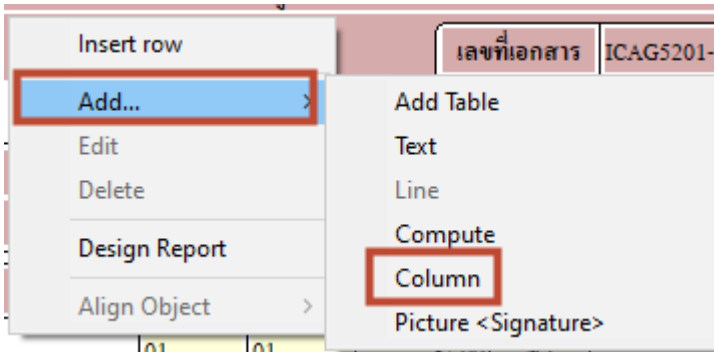 Insert row
เลขที่เอกสาร ICAG5201-
Add... >
Add Table
Edit
Text
Delete
Line
Design Report
Compute
Column
Align Object >
Picture <Signature>
01 01